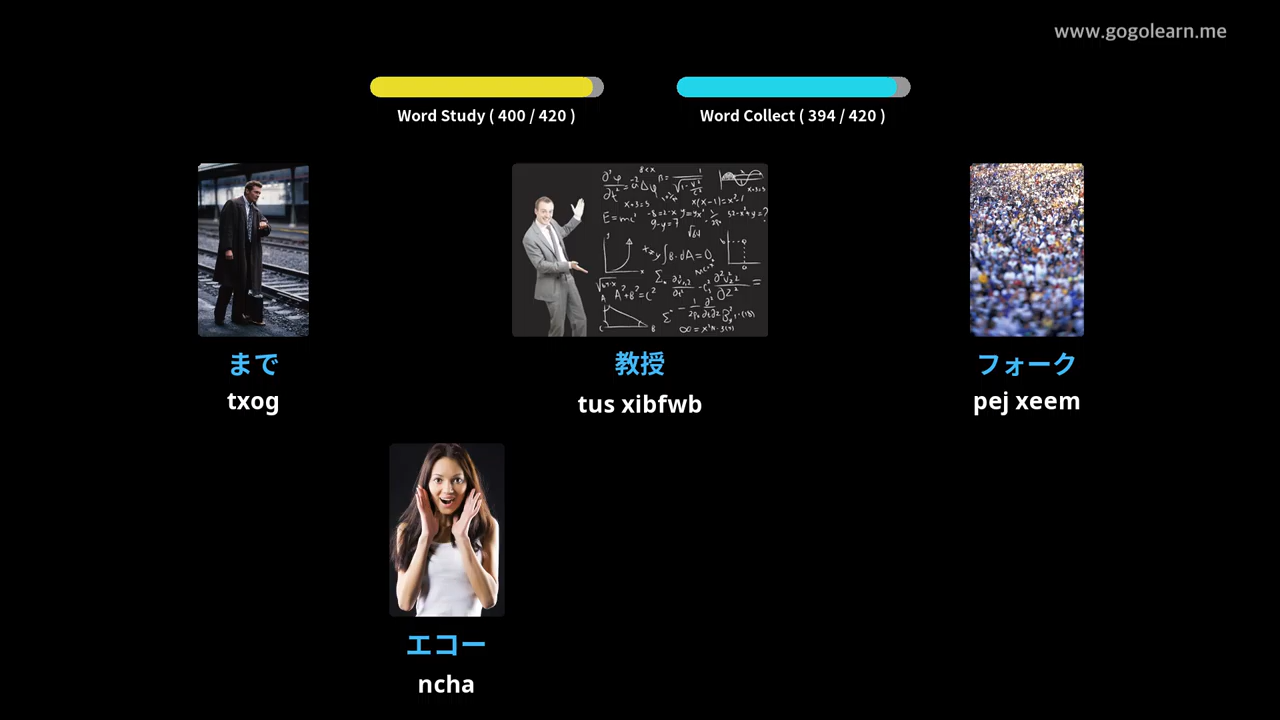 www.gogolearn.me
Word Study ( 400 / 420 )
Word Collect ( 394 / 420 )
まで
txog
教授
tus xibfwb
フォーク
pej xeem
エコー
ncha